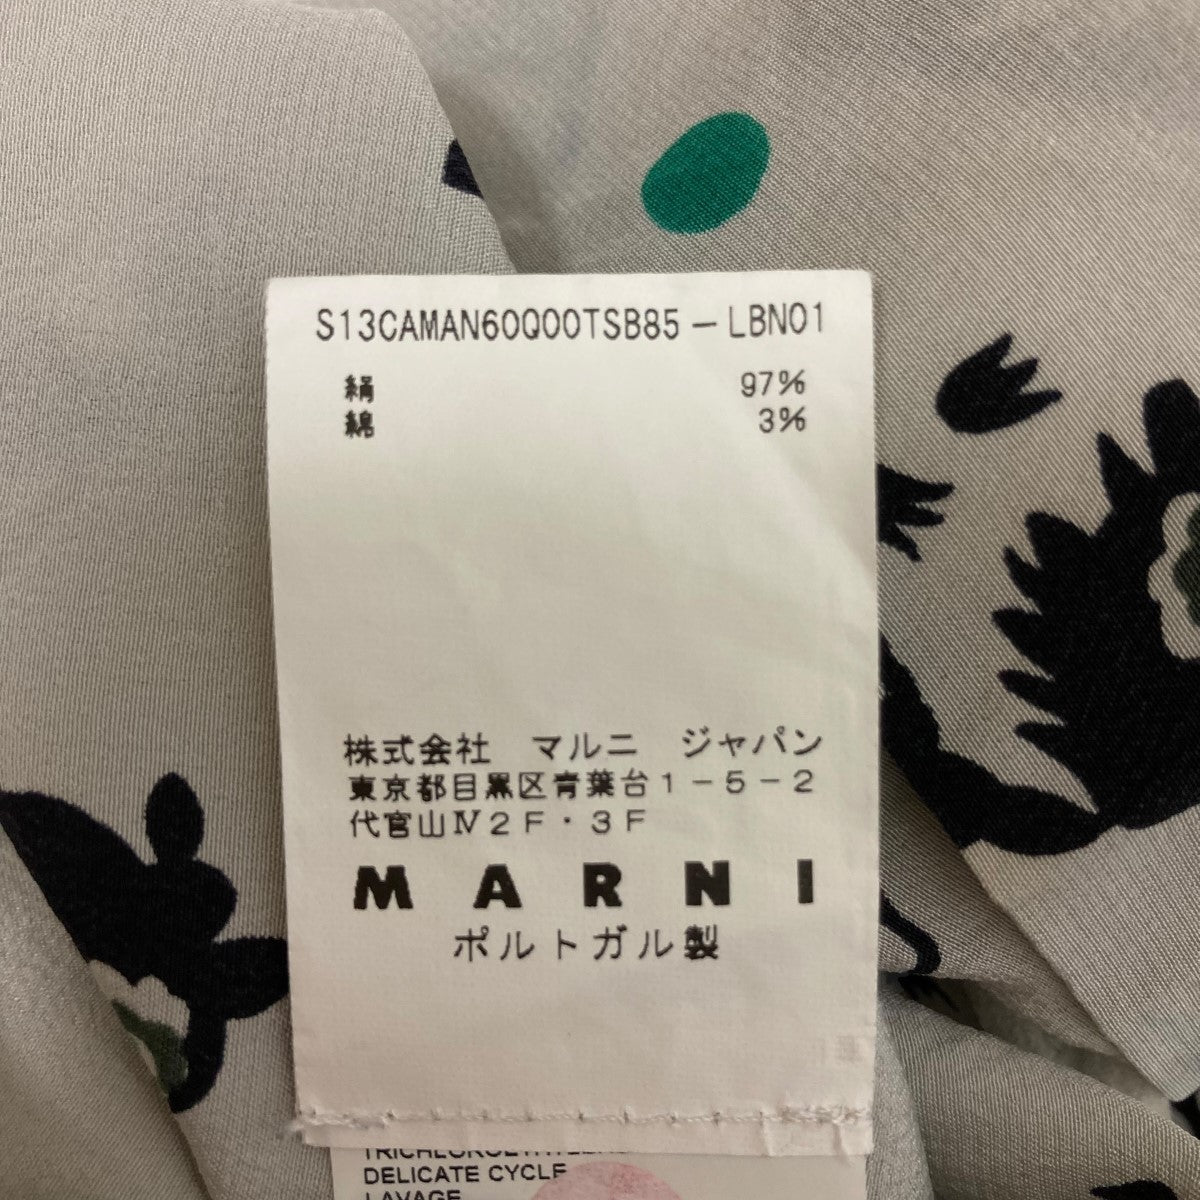 S13CAMAN60Q00TSB85－LBN01
絹 97%
綿 3%
株式会社　マルニ　ジャパン
東京都目黒区青葉台１－５－２
代官山Ⅳ２Ｆ・３Ｆ
MARNI
ポルトガル製
DELICATE CYCLE
LAVAGE